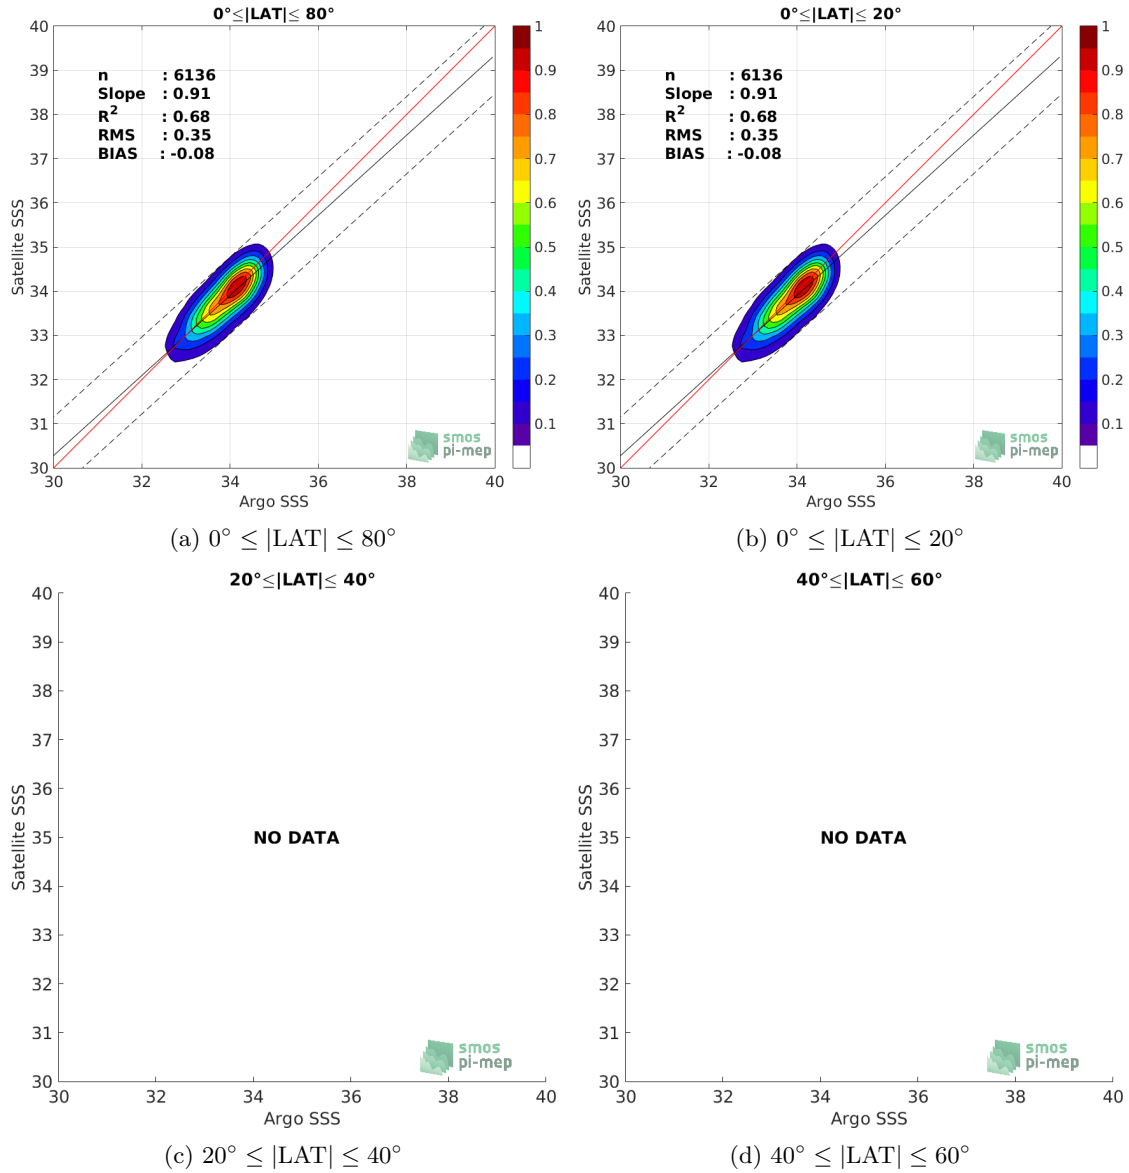 0°≤|LAT|≤ 80°
40
39
38
37
36
35
34
33
32
31
30
Satellite SSS
n : 6136
Slope : 0.91
R² : 0.68
RMS : 0.35
BIAS : -0.08
smos
pi-mep
30 32 34 36 38 40
Argo SSS
1
0.9
0.8
0.7
0.6
0.5
0.4
0.3
0.2
0.1
(a) 0° ≤ |LAT| ≤ 80°
0°≤|LAT|≤ 20°
40
39
38
37
36
35
34
33
32
31
30
Satellite SSS
n : 6136
Slope : 0.91
R² : 0.68
RMS : 0.35
BIAS : -0.08
smos
pi-mep
30 32 34 36 38 40
Argo SSS
1
0.9
0.8
0.7
0.6
0.5
0.4
0.3
0.2
0.1
(b) 0° ≤ |LAT| ≤ 20°
20°≤|LAT|≤ 40°
40
39
38
37
36
35
34
33
32
31
30
Satellite SSS
NO DATA
smos
pi-mep
30 32 34 36 38 40
Argo SSS
(c) 20° ≤ |LAT| ≤ 40°
40°≤|LAT|≤ 60°
40
39
38
37
36
35
34
33
32
31
30
Satellite SSS
NO DATA
smos
pi-mep
30 32 34 36 38 40
Argo SSS
(d) 40° ≤ |LAT| ≤ 60°